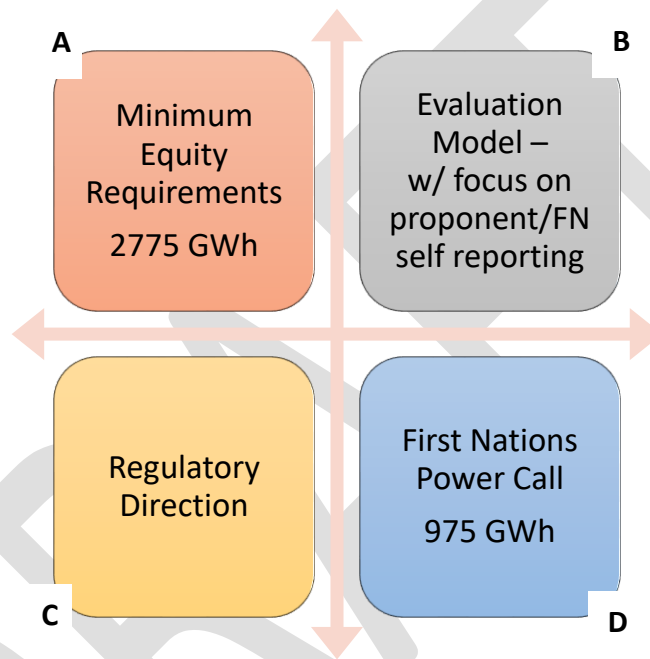 A
B
Minimum
Equity
Requirements
2775 GWh
Evaluation
Model –
w/ focus on
proponent/FN
self reporting
Regulatory
Direction
First Nations
Power Call
975 GWh
C
D